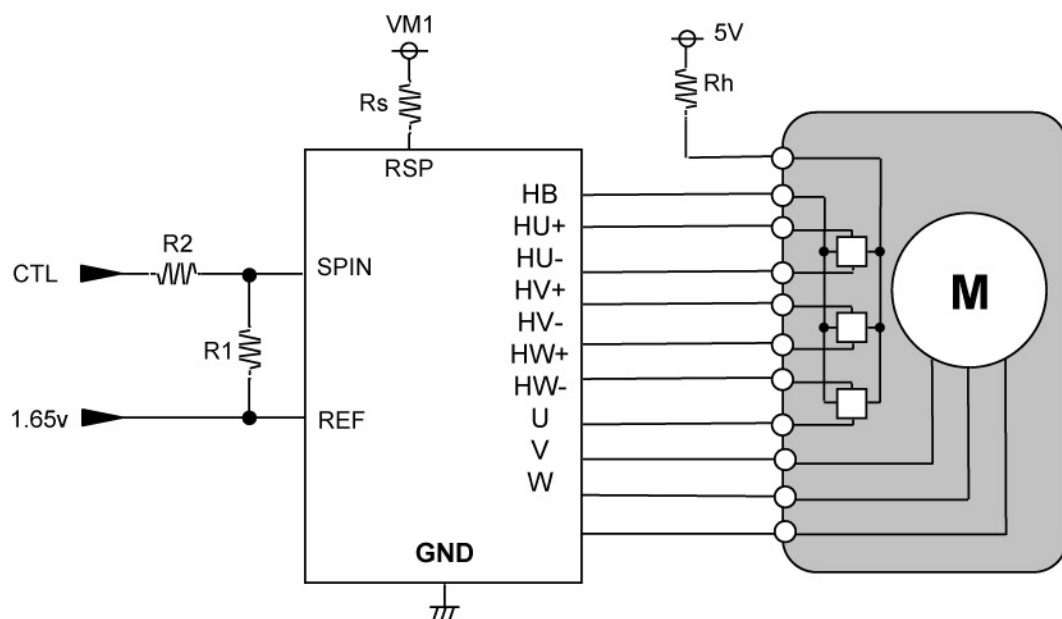 VM1
5V
Rs
Rh
RSP
HB
HU+
R2
HU-
CTL
SPIN
HV+
M
HV-
R1
HW+
HW-
1.65v
REF
U
V
W
GND